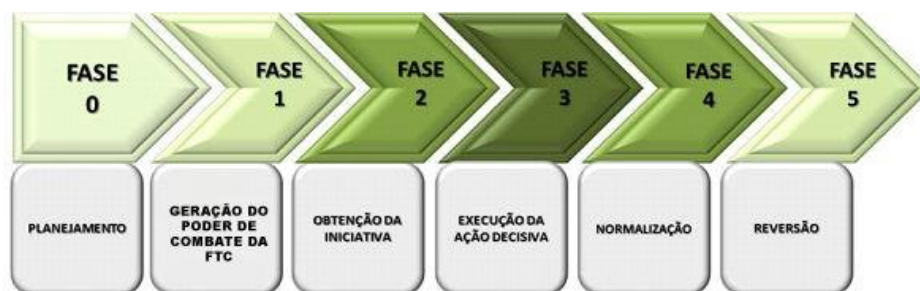 FASE
0
FASE
1
FASE
2
FASE
3
FASE
4
FASE
5
PLANEJAMENTO
GERAÇÃO DO
PODER DE
COMBATE DA
FTC
OBTENÇÃO DA
INICIATIVA
EXECUÇÃO DA
AÇÃO DECISIVA
NORMALIZAÇÃO
REVERSÃO